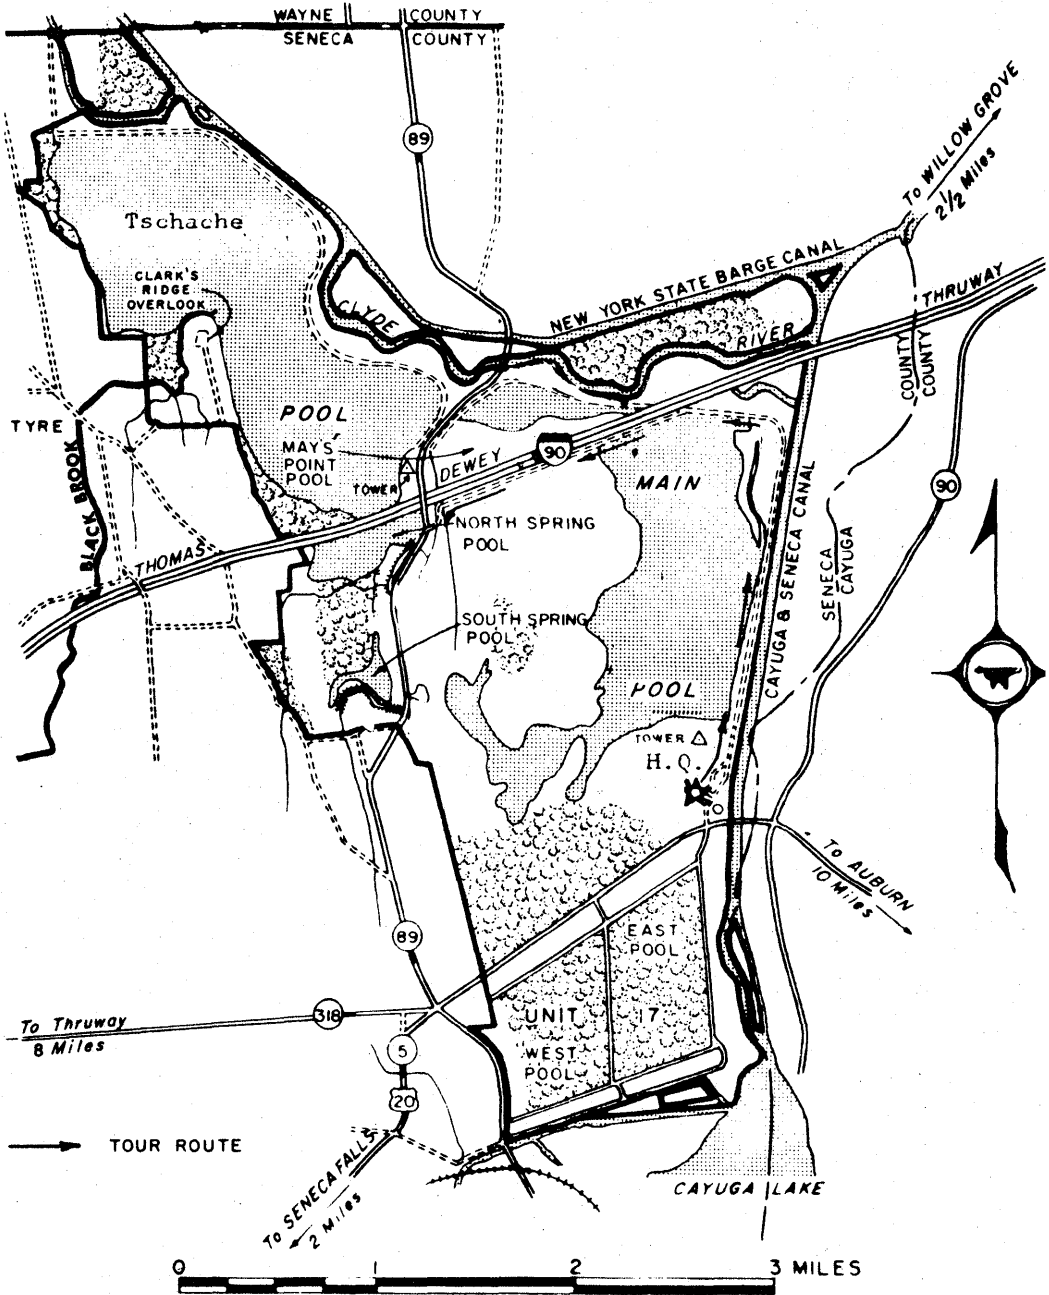 WAYNE COUNTY
SENECA COUNTY
89
To WILLOW GROVE
2 1/2 Miles
Tschache
CLARK'S
RIDGE
OVERLOOK
CLYDE
NEW YORK STATE BARGE CANAL
RIVER
THRUWAY
COUNTY
COUNTY
TYRE
POOL
MAYS'
POINT
POOL
TOWER
DEWEY
90
MAIN
90
BLACK BROOK
THOMAS
NORTH SPRING
POOL
CAYUGA & SENECA CANAL
SENECA
CAYUGA
SOUTH SPRING
POOL
POOL
TOWER
H.Q.
To AUBURN
10 Miles
89
EAST
POOL
318
To Thruway
8 Miles
UNIT 17
5
WEST
POOL
20
TOUR ROUTE
To SENECA FALLS
2 Miles
CAYUGA LAKE
0 1 2 3 MILES